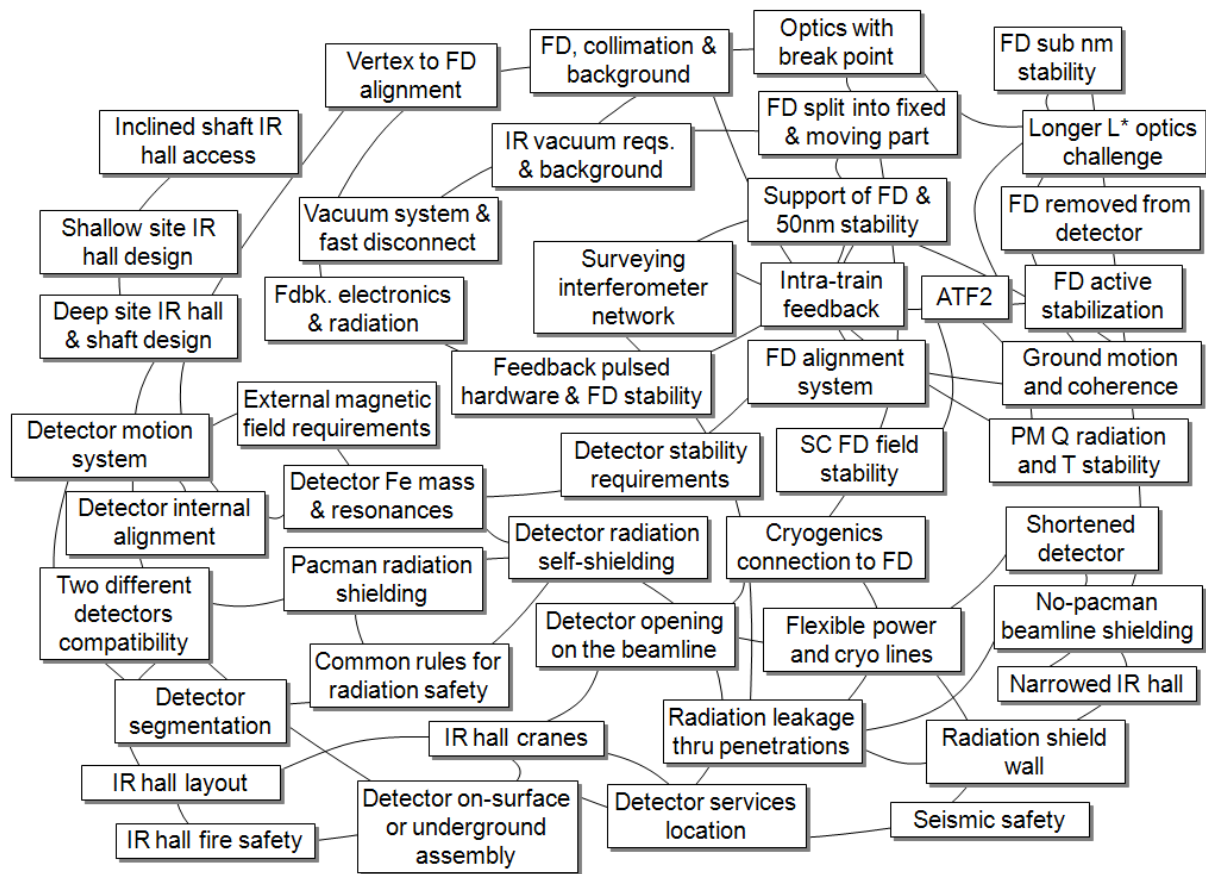 Optics with
break point
FD, collimation &
background
FD sub nm
stability
Vertex to FD
alignment
FD split into fixed
& moving part
Inclined shaft IR
hall access
IR vacuum reqs.
& background
Longer L* optics
challenge
Support of FD &
50nm stability
FD removed from
detector
Vacuum system &
fast disconnect
Shallow site IR
hall design
Surveying
interferometer
network
Intra-train
feedback
ATF2
FD active
stabilization
Fdbk. electronics
& radiation
Deep site IR hall
& shaft design
FD alignment
system
Ground motion
and coherence
Feedback pulsed
hardware & FD stability
External magnetic
field requirements
Detector motion
system
Detector stability
requirements
SC FD field
stability
PM Q radiation
and T stability
Detector Fe mass
& resonances
Detector internal
alignment
Detector radiation
self-shielding
Cryogenics
connection to FD
Shortened
detector
Pacman radiation
shielding
Two different
detectors
compatibility
Detector opening
on the beamline
Flexible power
and cryo lines
No-pacman
beamline shielding
Common rules for
radiation safety
Narrowed IR hall
Detector
segmentation
Radiation leakage
thru penetrations
IR hall cranes
Radiation shield
wall
IR hall layout
Detector on-surface
or underground
assembly
Detector services
location
Seismic safety
IR hall fire safety